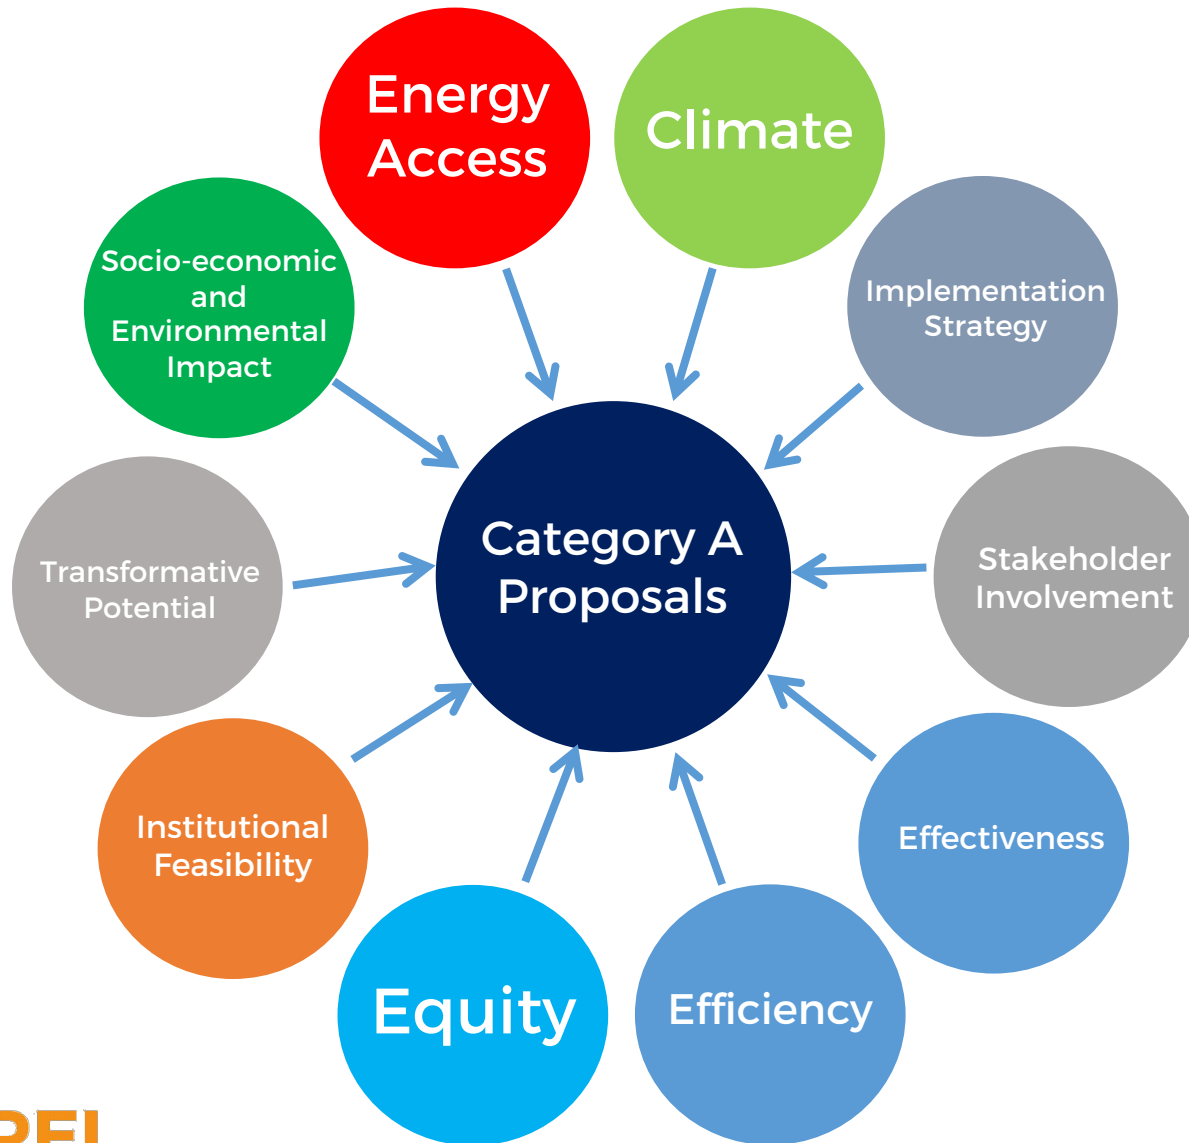 Energy
Access
Climate
Socio-economic
and
Environmental
Impact
Implementation
Strategy
Category A
Proposals
Transformative
Potential
Stakeholder
Involvement
Institutional
Feasibility
Effectiveness
Equity
Efficiency